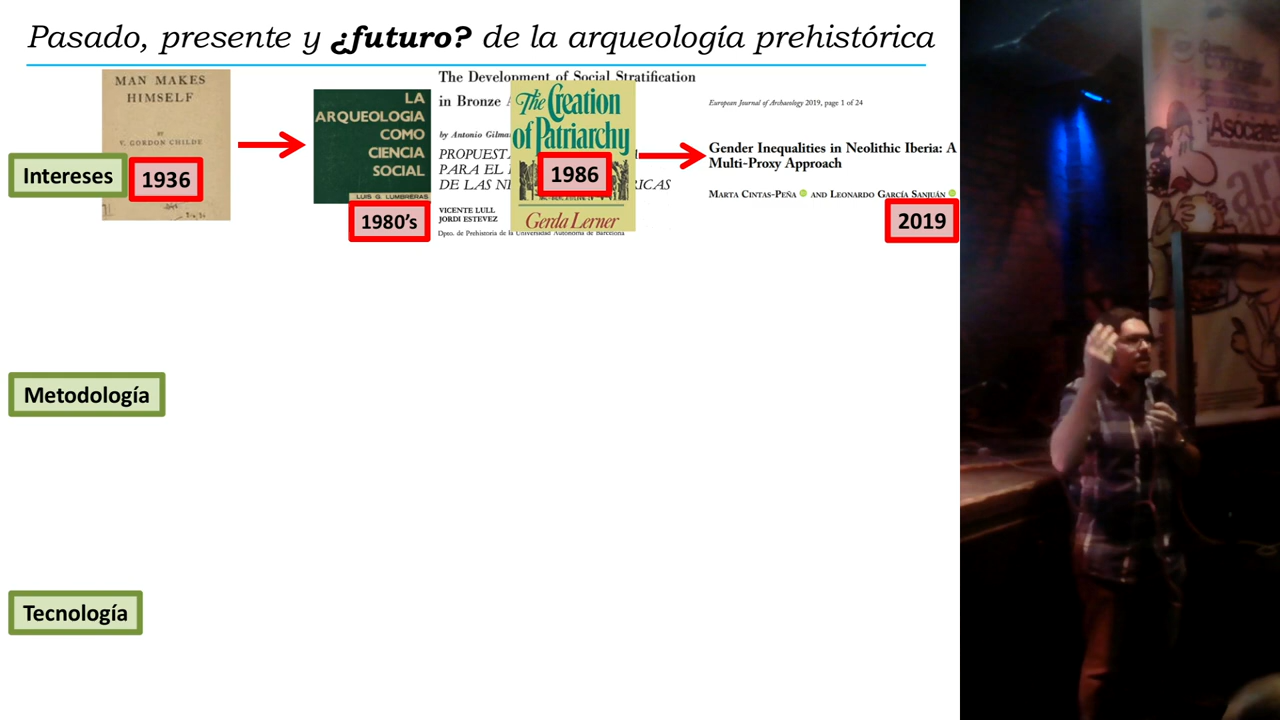 Pasado, presente y ¿futuro? de la arqueología prehistórica
Intereses
MAN MAKES
HIMSELF
BY
V. GORDON CHILDE
1936
LA
ARQUEOLOGIA
COMO
CIENCIA
SOCIAL
LUIS G. LUMBRERAS
1980's
The Development of Social Stratification
in Bronze
by Antonio
PARA EL
DE LAS
VICENTE LULL
JORDI ESTEVEZ
Dpto. de Prehistoria de la Universidad Autónoma de Barcelona
The Creation
of Patriarchy
1986
Gerda Lerner
European Journal of Archaeology 2019, page 1 of 24
Gender Inequalities in Neolithic Iberia: A
Multi-Proxy Approach
Marta Cintas-Peña and Leonardo García Sanjuán
2019
Metodología
Tecnología
Asóciate